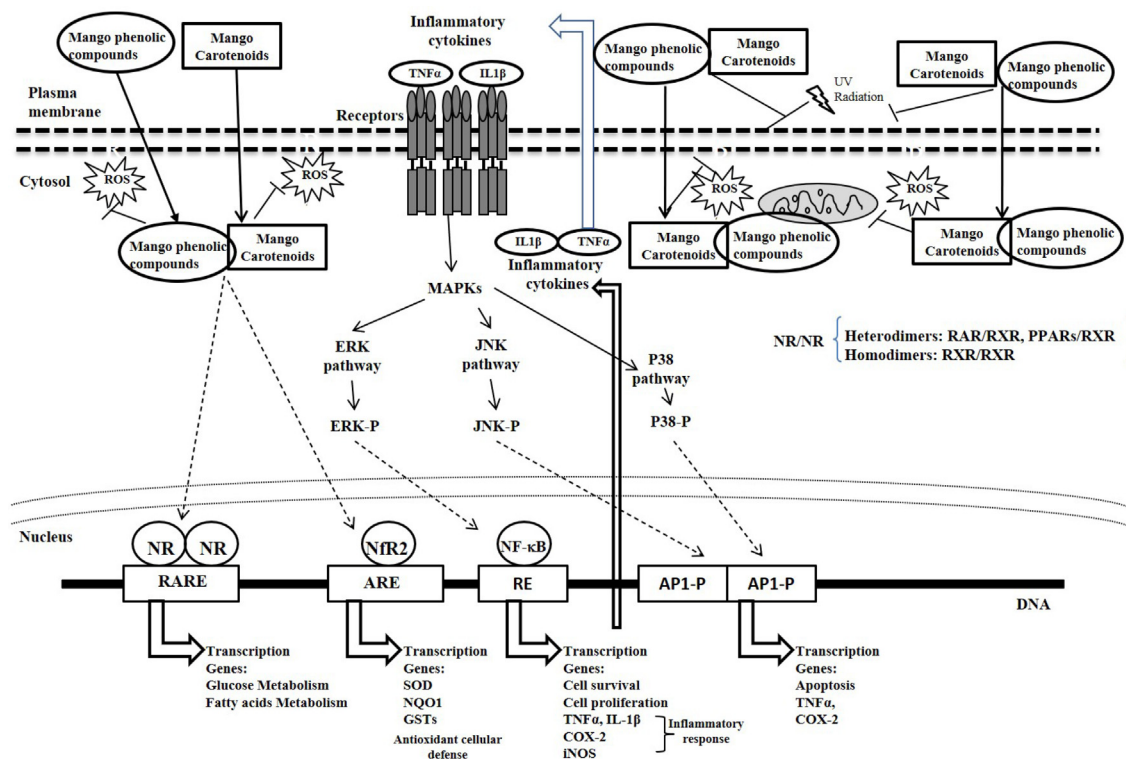 Mango phenolic
compounds
Mango
Carotenoids
Inflammatory
cytokines
TNFα
IL1β
Receptors
Plasma
membrane
Mango phenolic
compounds
Mango
Carotenoids
UV
Radiation
Mango
Carotenoids
Mango phenolic
compounds
Cytosol
ROS
ROS
ROS
ROS
Mango phenolic
compounds
Mango
Carotenoids
IL1β
TNFα
Inflammatory
cytokines
Mango
Carotenoids
Mango phenolic
compounds
Mango
Carotenoids
Mango phenolic
compounds
MAPKs
ERK
pathway
JNK
pathway
P38
pathway
ERK-P
JNK-P
P38-P
NR/NR
Heterodimers: RAR/RXR, PPARs/RXR
Homodimers: RXR/RXR
Nucleus
NR
NR
NfR2
NF-κB
RARE
ARE
RE
AP1-P
AP1-P
DNA
Transcription
Genes:
Glucose Metabolism
Fatty acids Metabolism
Transcription
Genes:
SOD
NQO1
GSTs
Antioxidant cellular
defense
Transcription
Genes:
Cell survival
Cell proliferation
TNFα, IL-1β
COX-2
iNOS
Inflammatory
response
Transcription
Genes:
Apoptosis
TNFα,
COX-2